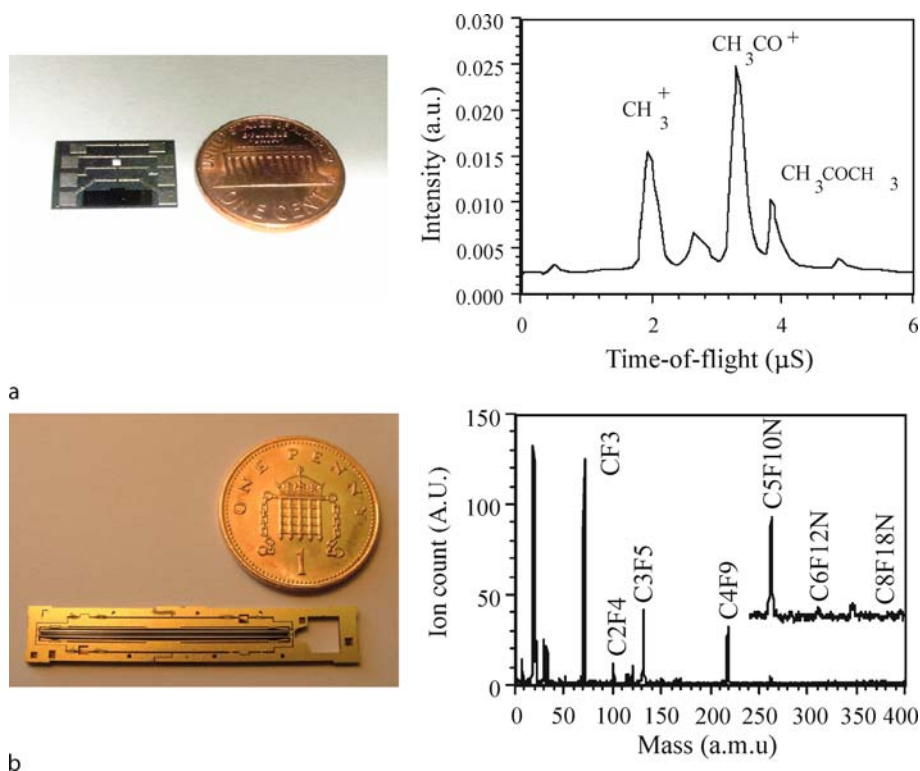 UNITED STATES OF AMERICA
ONE CENT
0.030
0.025
0.020
0.015
0.010
0.005
0.000
Intensity (a.u.)
CH3+
CH3CO+
CH3COCH3
0
2
4
6
Time-of-flight (µS)
a
ONE PENNY
1
150
100
50
0
Ion count (A.U.)
CF3
C2F4
C3F5
C4F9
C5F10N
C6F12N
C8F18N
0 50 100 150 200 250 300 350 400
Mass (a.m.u)
b